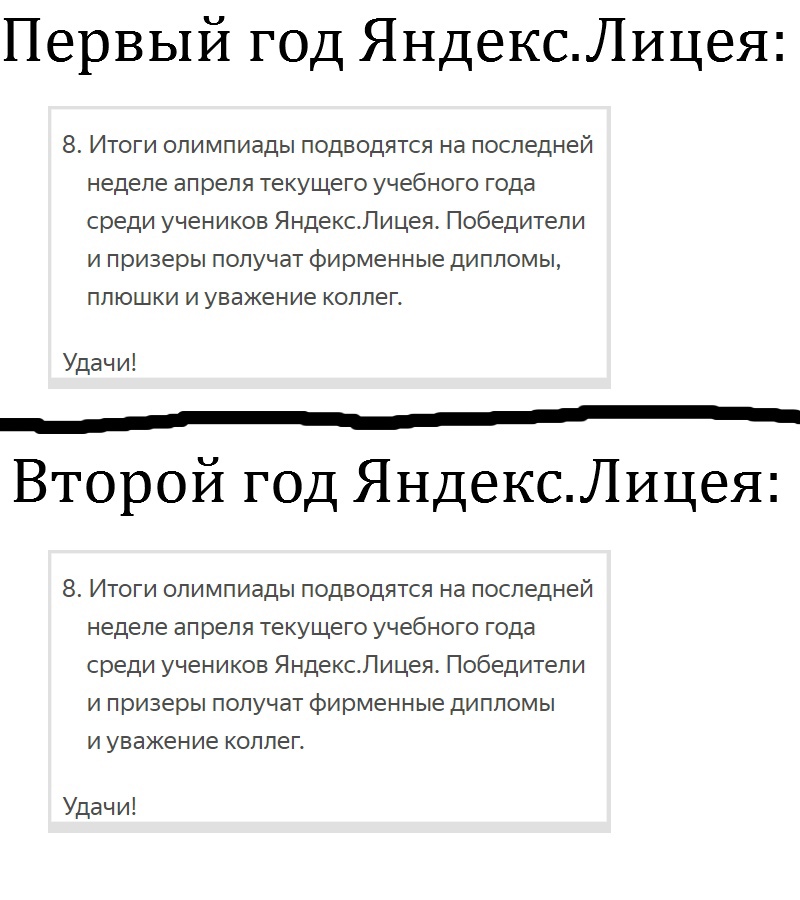 Первый год Яндекс.Лицея:
8. Итоги олимпиады подводятся на последней
неделе апреля текущего учебного года
среди учеников Яндекс.Лицея. Победители
и призеры получат фирменные дипломы,
плюшки и уважение коллег.
Удачи!
Второй год Яндекс.Лицея:
8. Итоги олимпиады подводятся на последней
неделе апреля текущего учебного года
среди учеников Яндекс.Лицея. Победители
и призеры получат фирменные дипломы
и уважение коллег.
Удачи!